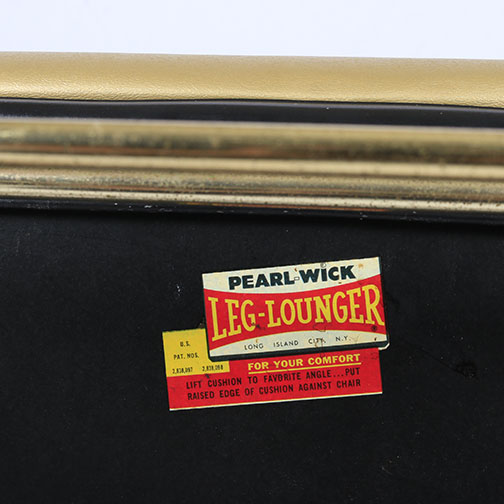 PEARL-WICK
LEG-LOUNGER
LONG ISLAND CITY, N.Y.
U.S.
PAT. NOS.
FOR YOUR COMFORT
LIFT CUSHION TO FAVORITE ANGLE...PUT
RAISED EDGE OF CUSHION AGAINST CHAIR